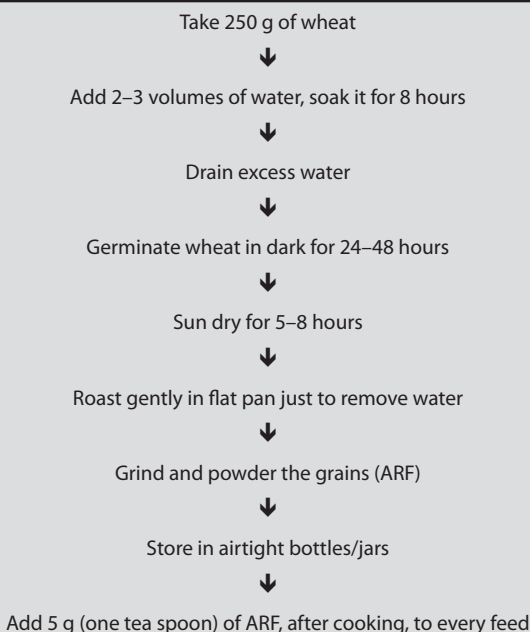 Take 250 g of wheat
🡫
Add 2–3 volumes of water, soak it for 8 hours
🡫
Drain excess water
🡫
Germinate wheat in dark for 24–48 hours
🡫
Sun dry for 5–8 hours
🡫
Roast gently in flat pan just to remove water
🡫
Grind and powder the grains (ARF)
🡫
Store in airtight bottles/jars
🡫
Add 5 g (one tea spoon) of ARF, after cooking, to every feed